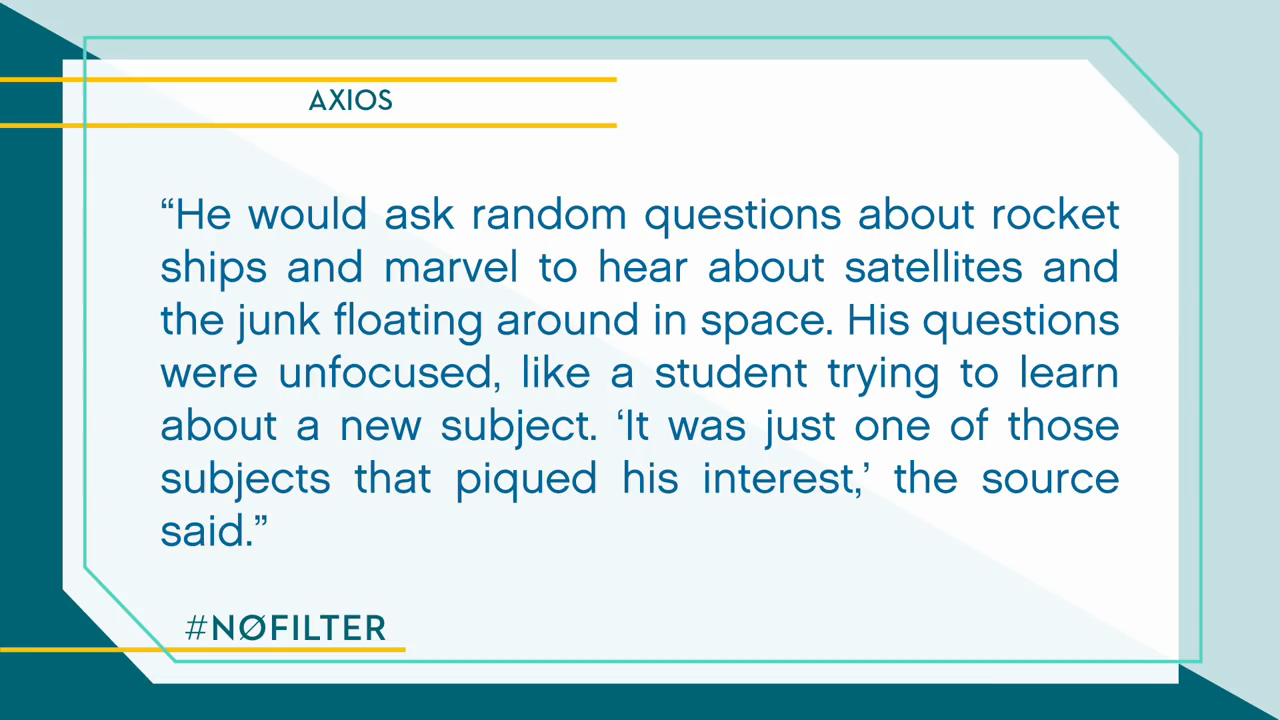 AXIOS
“He would ask random questions about rocket
ships and marvel to hear about satellites and
the junk floating around in space. His questions
were unfocused, like a student trying to learn
about a new subject. ‘It was just one of those
subjects that piqued his interest,’ the source
said.”
#NØFILTER